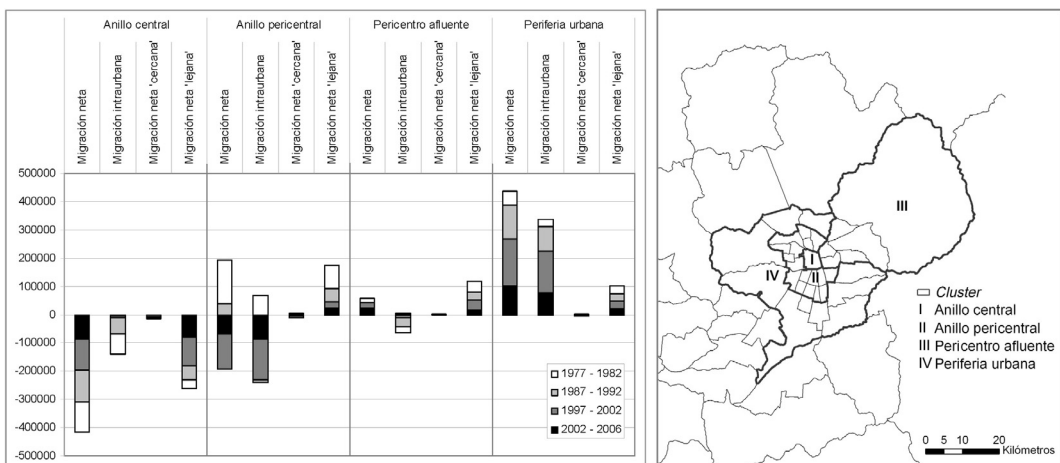 Anillo central
Anillo pericentral
Pericentro afluente
Periferia urbana
Migración neta
Migración intraurbana
Migración neta 'cercana'
Migración neta 'lejana'
Migración neta
Migración intraurbana
Migración neta 'cercana'
Migración neta 'lejana'
Migración neta
Migración intraurbana
Migración neta 'cercana'
Migración neta 'lejana'
Migración neta
Migración intraurbana
Migración neta 'cercana'
Migración neta 'lejana'
500000
400000
300000
200000
100000
0
-100000
-200000
-300000
-400000
-500000
1977 - 1982
1987 - 1992
1997 - 2002
2002 - 2006
III
I
IV
II
Cluster
I Anillo central
II Anillo pericentral
III Pericentro afluente
IV Periferia urbana
0 5 10 20
Kilómetros